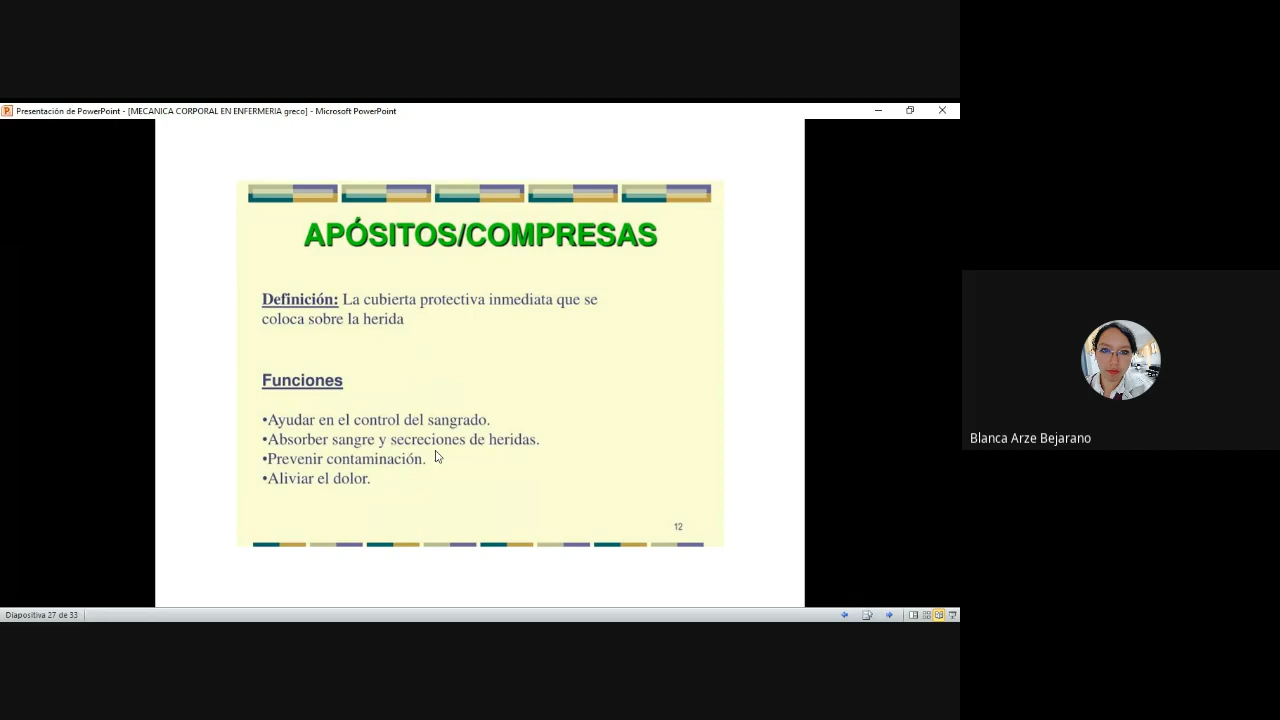 Presentación de PowerPoint - [MECANICA CORPORAL EN ENFERMERIA greco] - Microsoft PowerPoint
APÓSITOS/COMPRESAS
Definición: La cubierta protectiva inmediata que se
coloca sobre la herida
Funciones
•Ayudar en el control del sangrado.
•Absorber sangre y secreciones de heridas.
•Prevenir contaminación.
•Aliviar el dolor.
12
Blanca Arze Bejarano
Diapositiva 27 de 33